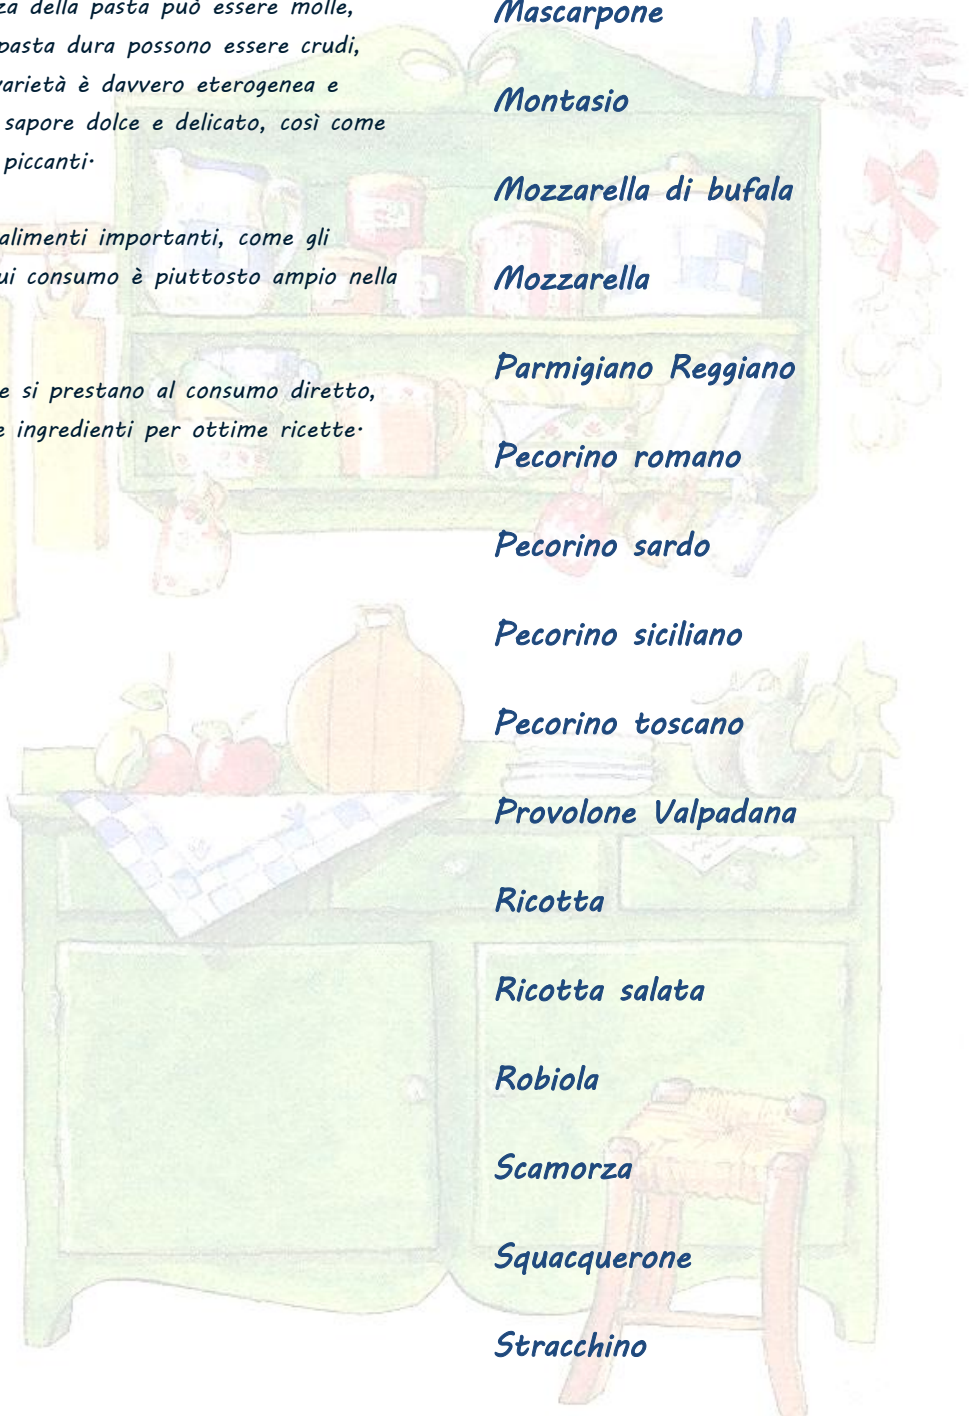 za della pasta può essere molle,
pasta dura possono essere crudi,
varietà è davvero eterogenea e
sapore dolce e delicato, così come
piccanti·
alimenti importanti, come gli
ui consumo è piuttosto ampio nella
e si prestano al consumo diretto,
e ingredienti per ottime ricette·
Mascarpone
Montasio
Mozzarella di bufala
Mozzarella
Parmigiano Reggiano
Pecorino romano
Pecorino sardo
Pecorino siciliano
Pecorino toscano
Provolone Valpadana
Ricotta
Ricotta salata
Robiola
Scamorza
Squacquerone
Stracchino